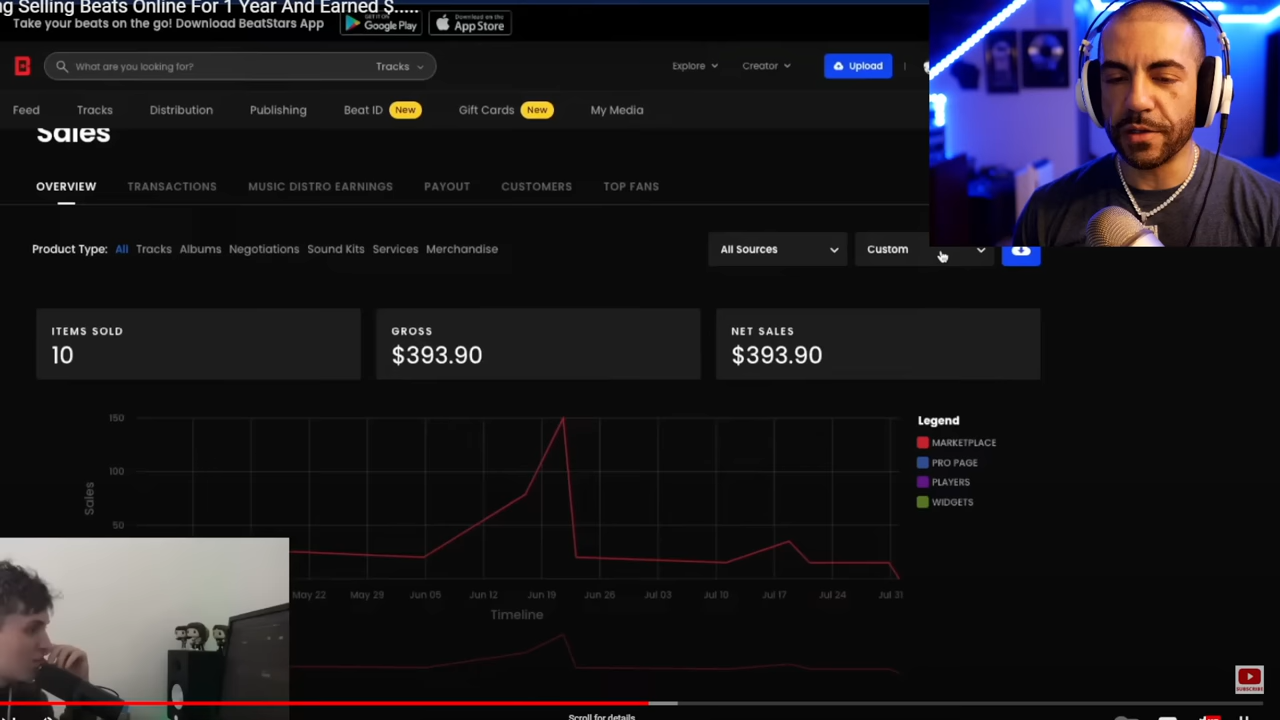 g Selling Beats Online For 1 Year And Earned $.....
Take your beats on the go! Download BeatStars App
GET IT ON
Google Play
Download on the
App Store
What are you looking for?
Tracks
Explore
Creator
Upload
Feed
Tracks
Distribution
Publishing
Beat ID New
Gift Cards New
My Media
Sales
OVERVIEW
TRANSACTIONS
MUSIC DISTRO EARNINGS
PAYOUT
CUSTOMERS
TOP FANS
Product Type: All Tracks Albums Negotiations Sound Kits Services Merchandise
All Sources
Custom
ITEMS SOLD
10
GROSS
$393.90
NET SALES
$393.90
150
100
50
Sales
Legend
MARKETPLACE
PRO PAGE
PLAYERS
WIDGETS
May 22
May 29
Jun 05
Jun 12
Jun 19
Jun 26
Jul 03
Jul 10
Jul 17
Jul 24
Jul 31
Timeline
SUBSCRIBE
Scroll for details